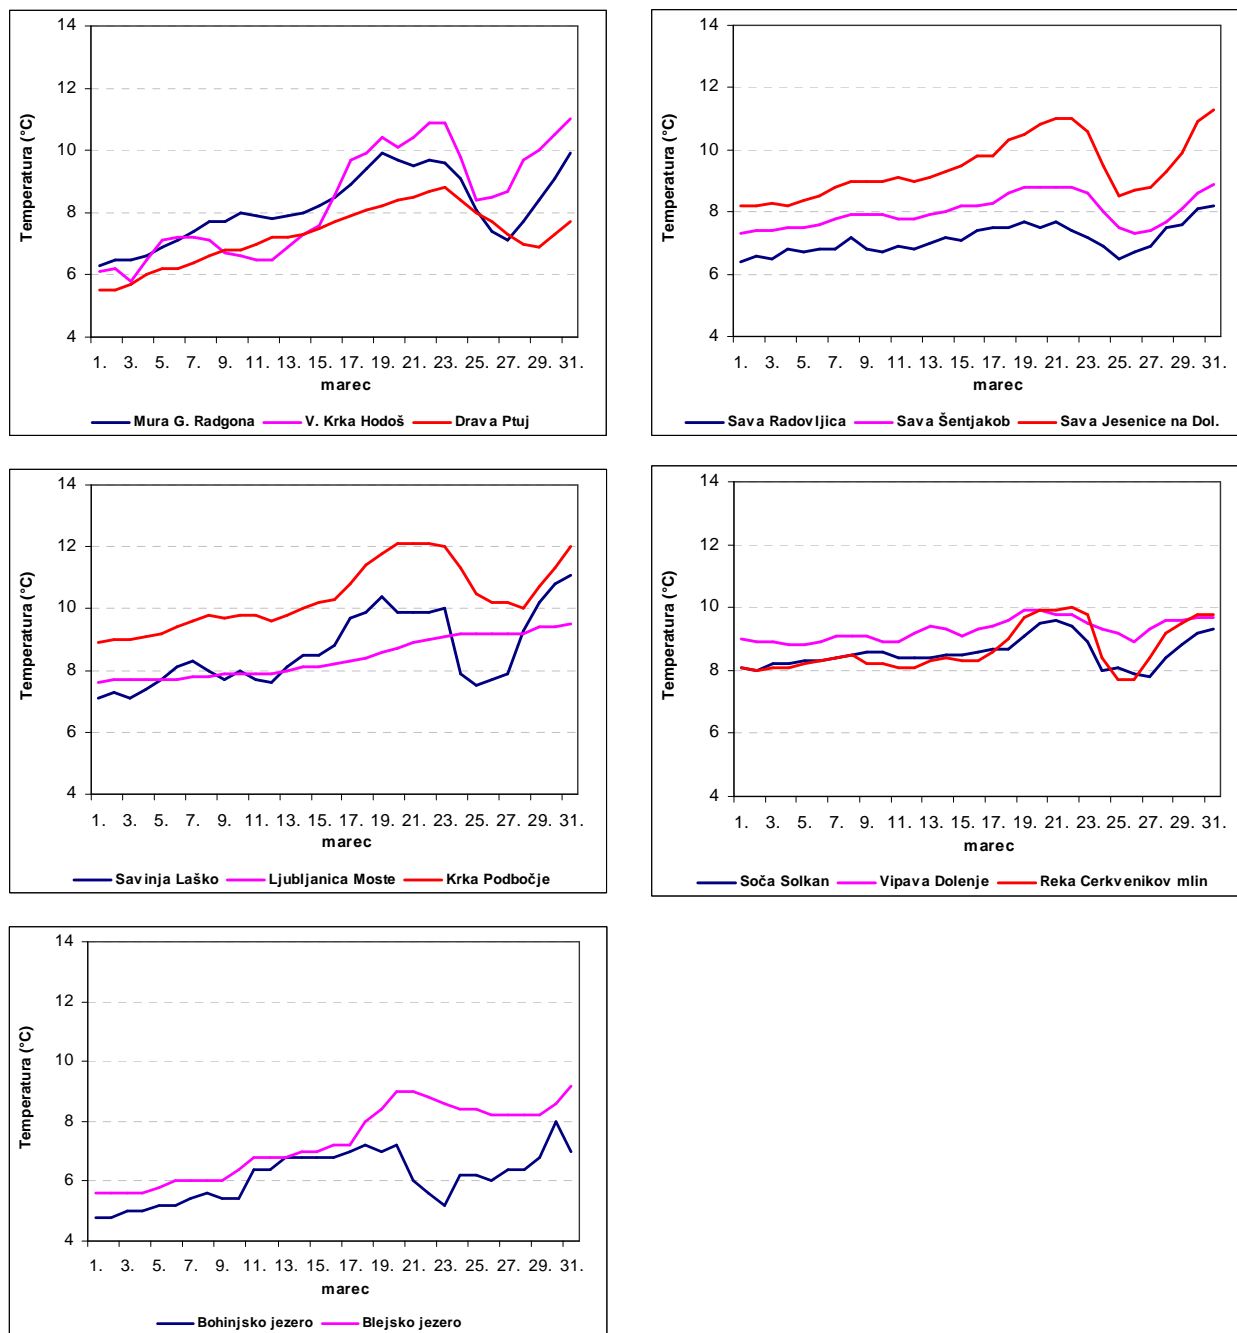 14
12
10
8
6
4
Temperatura (°C)
1. 3. 5. 7. 9. 11. 13. 15. 17. 19. 21. 23. 25. 27. 29. 31.
marec
Mura G. Radgona V. Krka Hodoš Drava Ptuj
14
12
10
8
6
4
Temperatura (°C)
1. 3. 5. 7. 9. 11. 13. 15. 17. 19. 21. 23. 25. 27. 29. 31.
marec
Sava Radovljica Sava Šentjakob Sava Jesenice na Dol.
14
12
10
8
6
4
Temperatura (°C)
1. 3. 5. 7. 9. 11. 13. 15. 17. 19. 21. 23. 25. 27. 29. 31.
marec
Savinja Laško Ljubljanica Moste Krka Podbočje
14
12
10
8
6
4
Temperatura (°C)
1. 3. 5. 7. 9. 11. 13. 15. 17. 19. 21. 23. 25. 27. 29. 31.
marec
Soča Solkan Vipava Dolenje Reka Cerkvenikov mlin
14
12
10
8
6
4
Temperatura (°C)
1. 3. 5. 7. 9. 11. 13. 15. 17. 19. 21. 23. 25. 27. 29. 31.
marec
Bohinjsko jezero Blejsko jezero